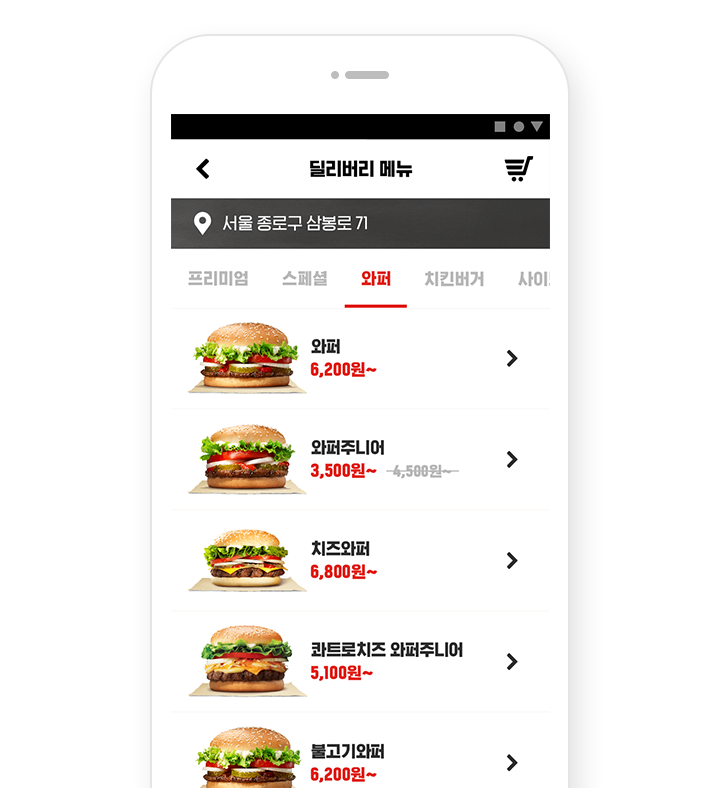 딜리버리 메뉴
서울 종로구 삼봉로 71
프리미엄 스페셜 와퍼 치킨버거 사이
와퍼
6,200원~
와퍼주니어
3,500원~ 4,500원~
치즈와퍼
6,800원~
콰트로치즈 와퍼주니어
5,100원~
불고기와퍼
6,200원~